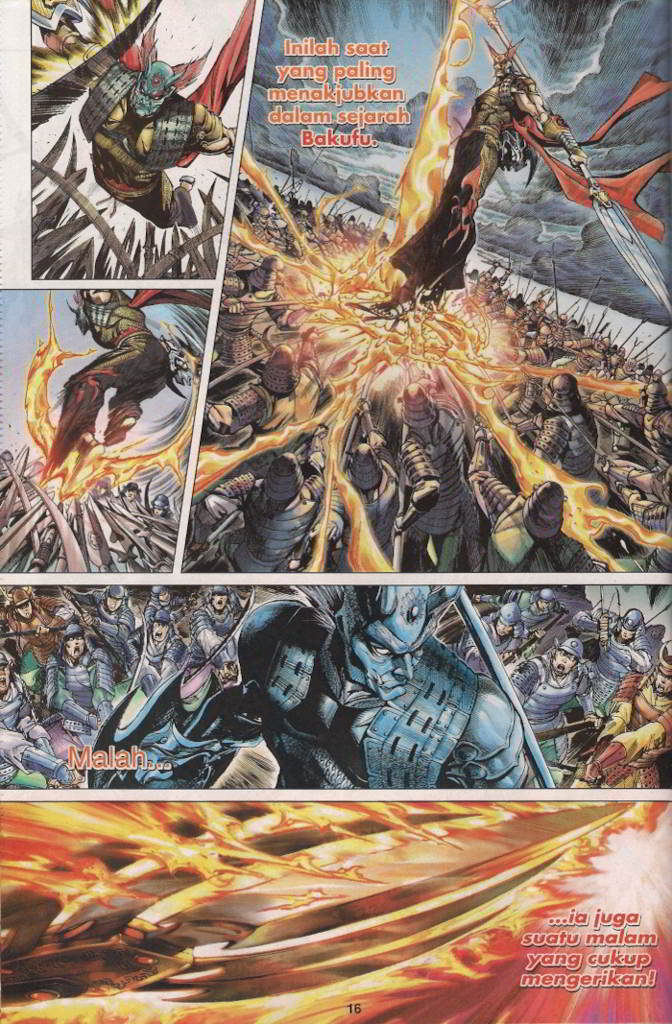 Inilah saat
yang paling
menakjubkan
dalam sejarah
Bakufu.
Malah...
...ia juga
suatu malam
yang cukup
mengerikan!
16